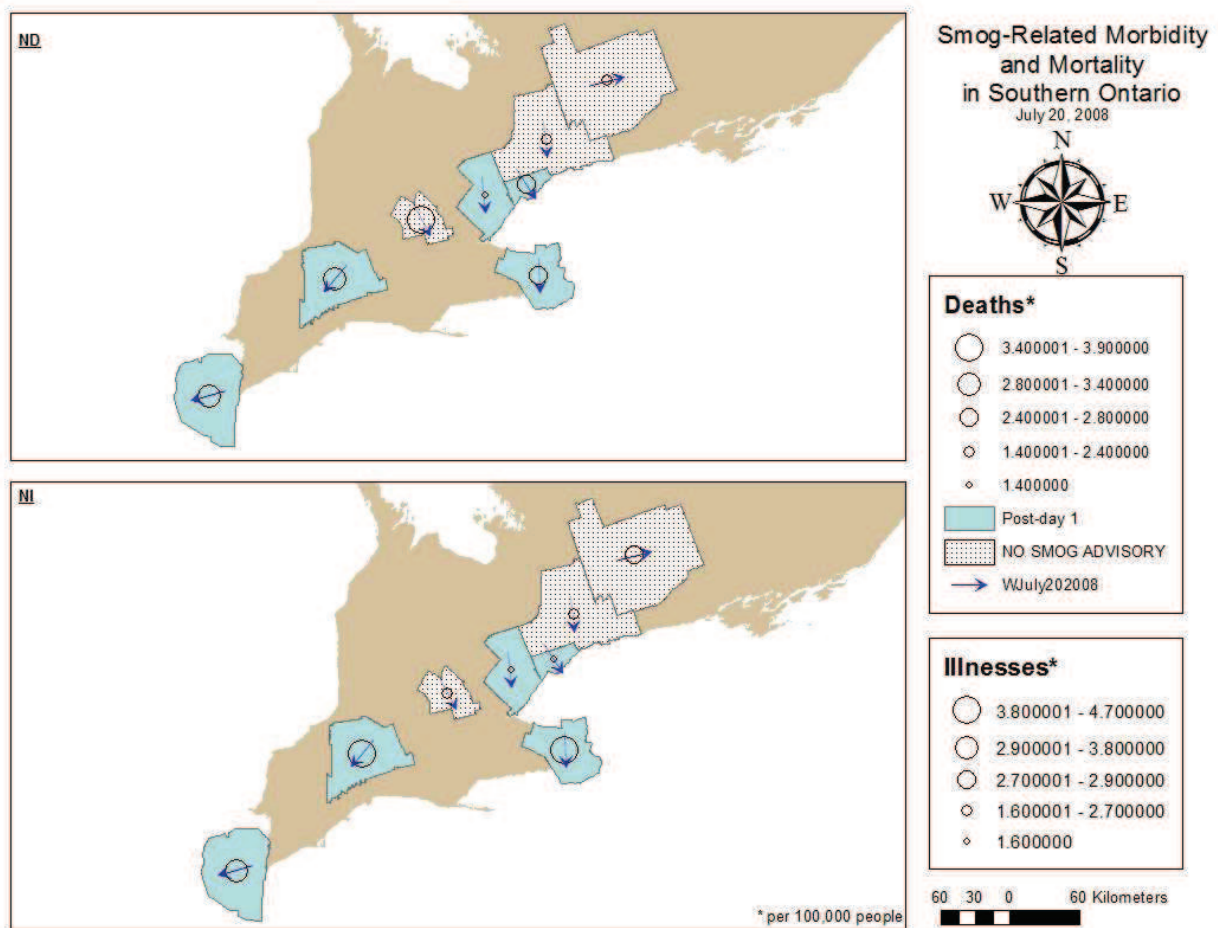 ND
NI
* per 100,000 people
Smog-Related Morbidity
and Mortality
in Southern Ontario
July 20, 2008
N
W E
S
Deaths*
3.400001 - 3.900000
2.800001 - 3.400000
2.400001 - 2.800000
1.400001 - 2.400000
1.400000
Post-day 1
NO SMOG ADVISORY
WJuly202008
Illnesses*
3.800001 - 4.700000
2.900001 - 3.800000
2.700001 - 2.900000
1.600001 - 2.700000
1.600000
60 30 0 60 Kilometers